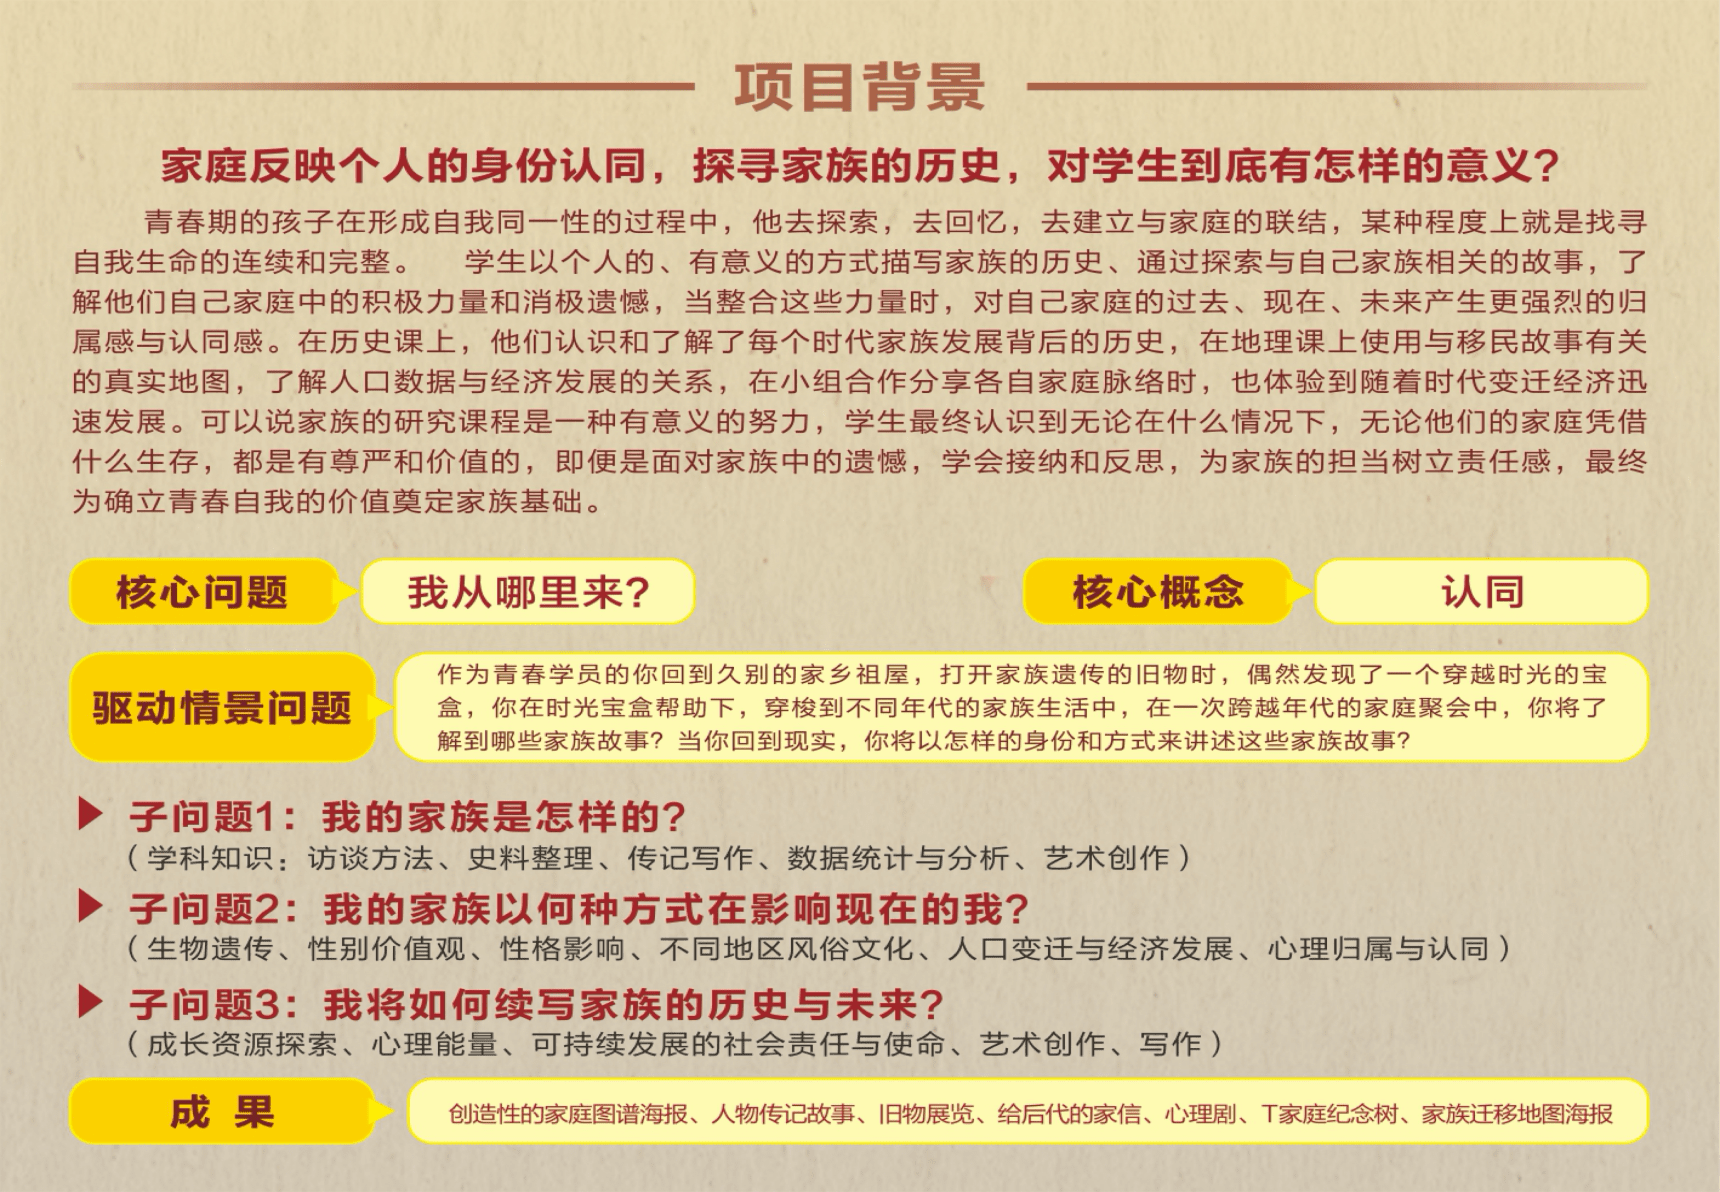 项目背景
家庭反映个人的身份认同，探寻家族的历史，对学生到底有怎样的意义？
青春期的孩子在形成自我同一性的过程中，他去探索，去回忆，去建立与家庭的联结，某种程度上就是找寻
自我生命的连续和完整。 学生以个人的、有意义的方式描写家族的历史、通过探索与自己家族相关的故事，了
解他们自己家庭中的积极力量和消极遗憾，当整合这些力量时，对自己家庭的过去、现在、未来产生更强烈的归
属感与认同感。在历史课上，他们认识和了解了每个时代家族发展背后的历史，在地理课上使用与移民故事有关
的真实地图，了解人口数据与经济发展的关系，在小组合作分享各自家庭脉络时，也体验到随着时代变迁经济迅
速发展。可以说家族的研究课程是一种有意义的努力，学生最终认识到无论在什么情况下，无论他们的家庭凭借
什么生存，都是有尊严和价值的，即便是面对家族中的遗憾，学会接纳和反思，为家族的担当树立责任感，最终
为确立青春自我的价值奠定家族基础。
核心问题 我从哪里来？ 核心概念 认同
驱动情景问题
作为青春学员的你回到久别的家乡祖屋，打开家族遗传的旧物时，偶然发现了一个穿越时光的宝
盒，你在时光宝盒帮助下，穿梭到不同年代的家族生活中，在一次跨越年代的家庭聚会中，你将了
解到哪些家族故事？当你回到现实，你将以怎样的身份和方式来讲述这些家族故事？
子问题1：我的家族是怎样的？
（学科知识：访谈方法、史料整理、传记写作、数据统计与分析、艺术创作）
子问题2：我的家族以何种方式在影响现在的我？
（生物遗传、性别价值观、性格影响、不同地区风俗文化、人口变迁与经济发展、心理归属与认同）
子问题3：我将如何续写家族的历史与未来？
（成长资源探索、心理能量、可持续发展的社会责任与使命、艺术创作、写作）
成 果 创造性的家庭图谱海报、人物传记故事、旧物展览、给后代的家信、心理剧、T家庭纪念树、家族迁移地图海报